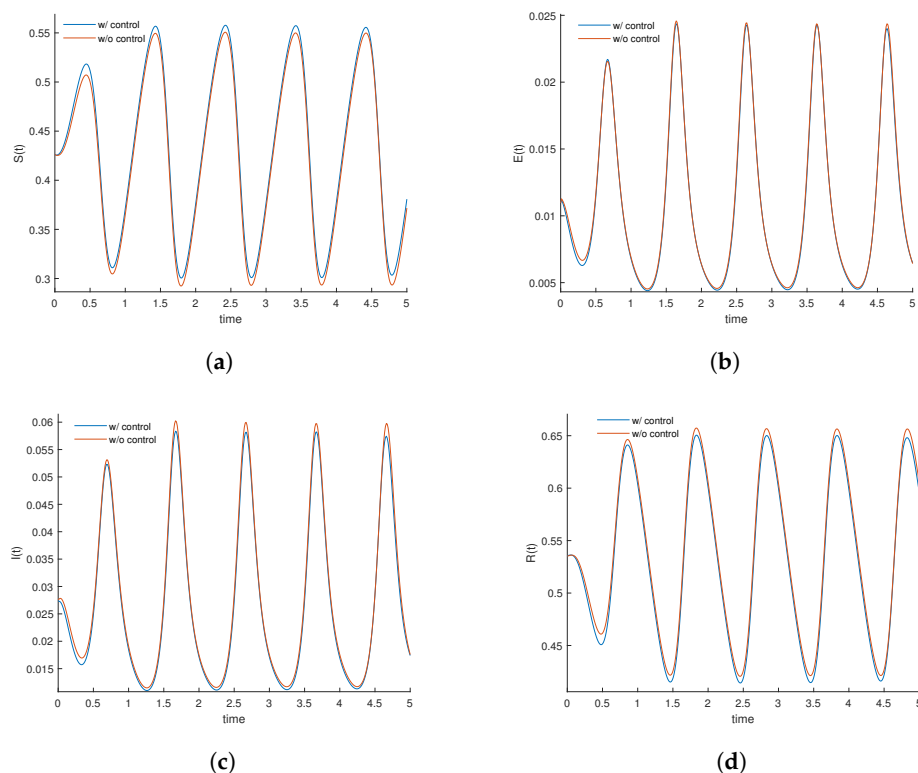 w/ control
w/o control
0.55
0.5
0.45
0.4
0.35
0.3
S(t)
0 0.5 1 1.5 2 2.5 3 3.5 4 4.5 5
time
(a)
w/ control
w/o control
0.025
0.02
0.015
0.01
0.005
E(t)
0 0.5 1 1.5 2 2.5 3 3.5 4 4.5 5
time
(b)
w/ control
w/o control
0.06
0.055
0.05
0.045
0.04
0.035
0.03
0.025
0.02
0.015
I(t)
0 0.5 1 1.5 2 2.5 3 3.5 4 4.5 5
time
(c)
w/ control
w/o control
0.65
0.6
0.55
0.5
0.45
R(t)
0 0.5 1 1.5 2 2.5 3 3.5 4 4.5 5
time
(d)